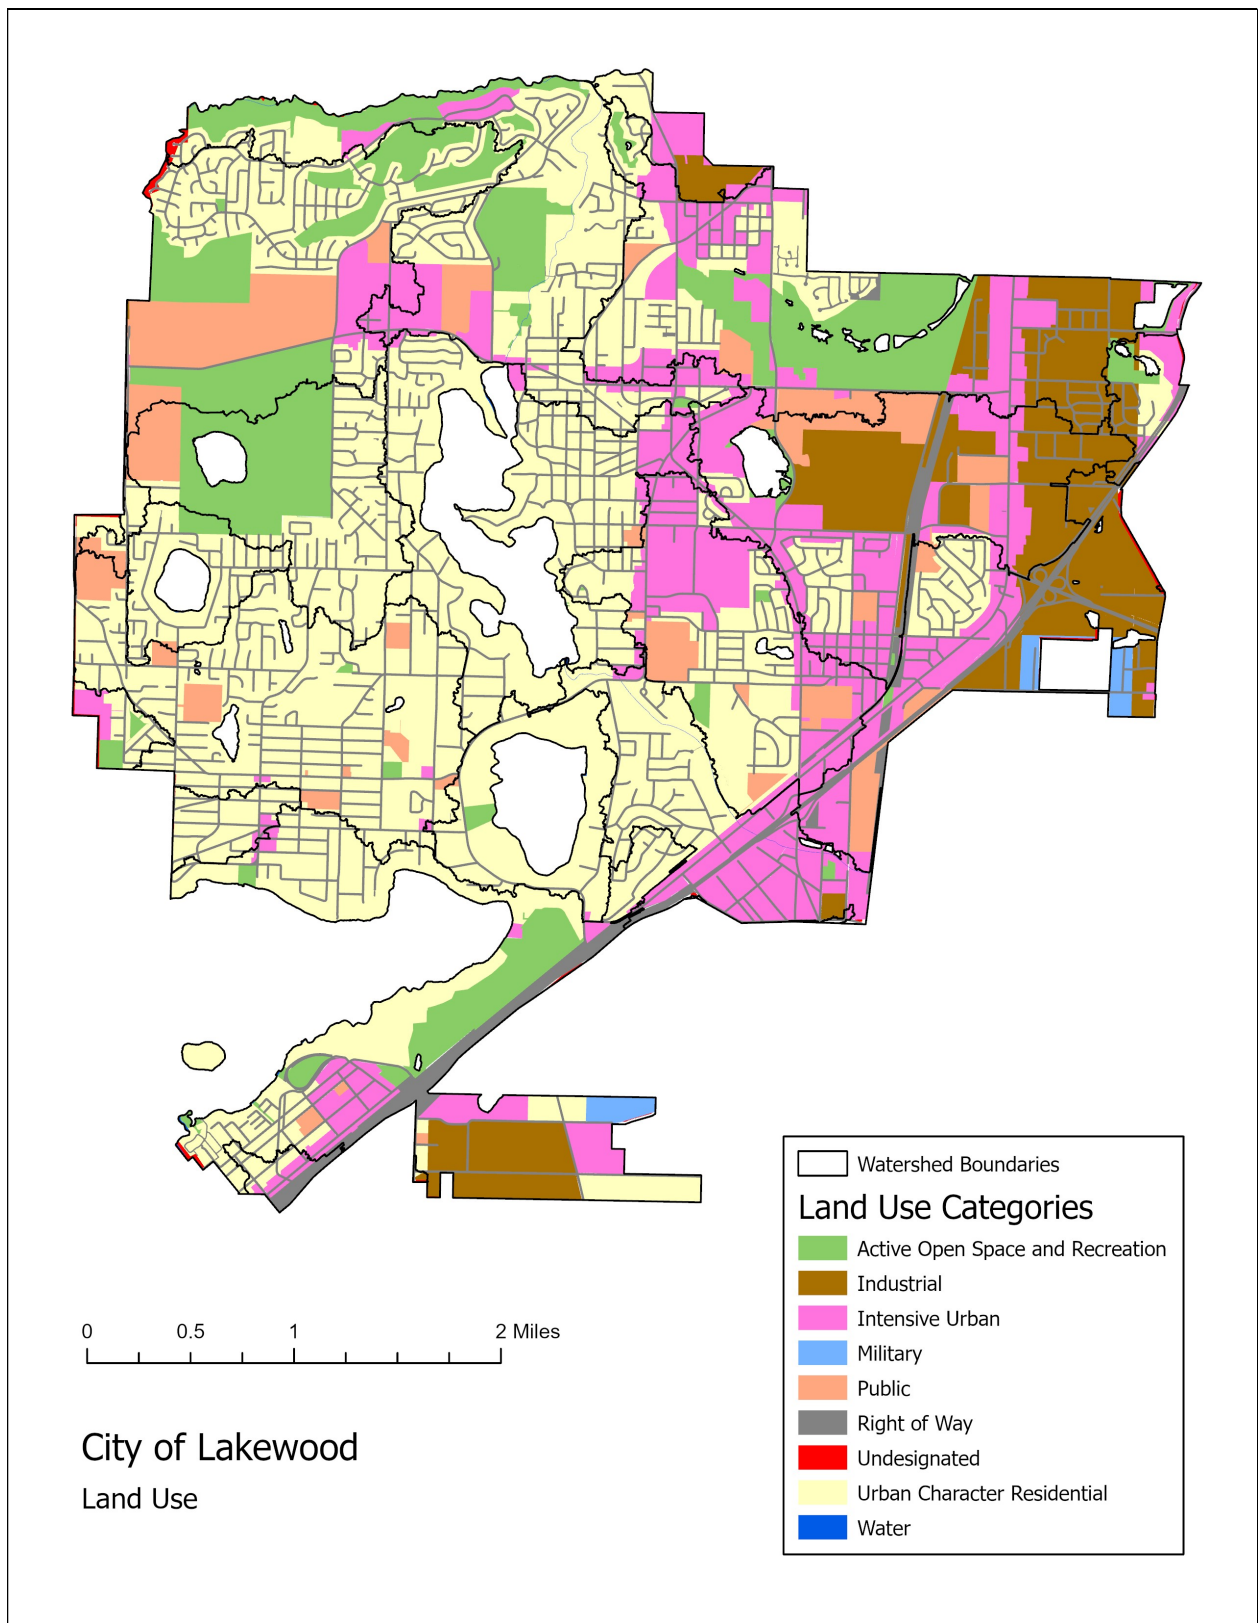 Watershed Boundaries
Land Use Categories
Active Open Space and Recreation
Industrial
Intensive Urban
Military
Public
Right of Way
Undesignated
Urban Character Residential
Water
0 0.5 1 2 Miles
City of Lakewood
Land Use